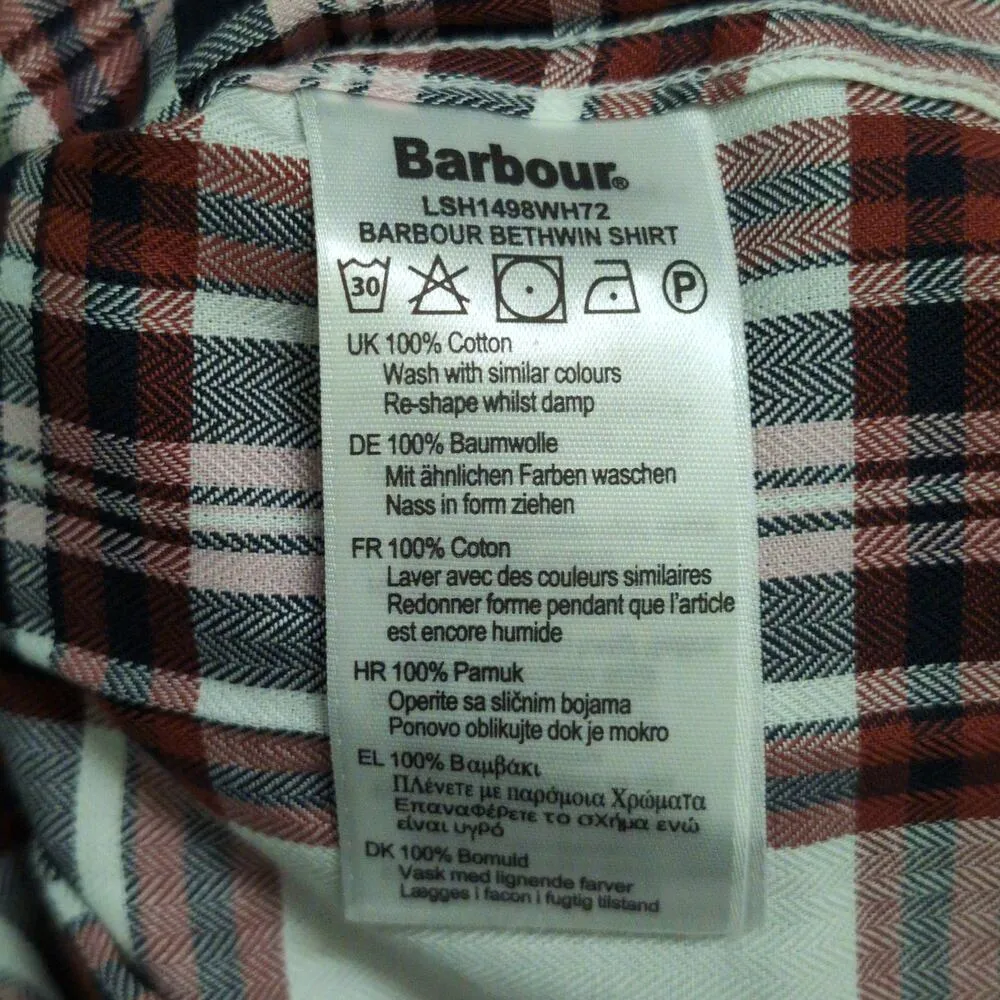 Barbour®
LSH1498WH72
BARBOUR BETHWIN SHIRT
30 P
UK 100% Cotton
Wash with similar colours
Re-shape whilst damp
DE 100% Baumwolle
Mit ähnlichen Farben waschen
Nass in form ziehen
FR 100% Coton
Laver avec des couleurs similaires
Redonner forme pendant que l'article
est encore humide
HR 100% Pamuk
Operite sa sličnim bojama
Ponovo oblikujte dok je mokro
EL 100% Βαμβάκι
Πλένετε με παρόμοια Χρώματα
Επαναφέρετε το σχήμα ενώ
είναι υγρό
DK 100% Bomuld
Vask med lignende farver
Lægges i facon i fugtig tilstand